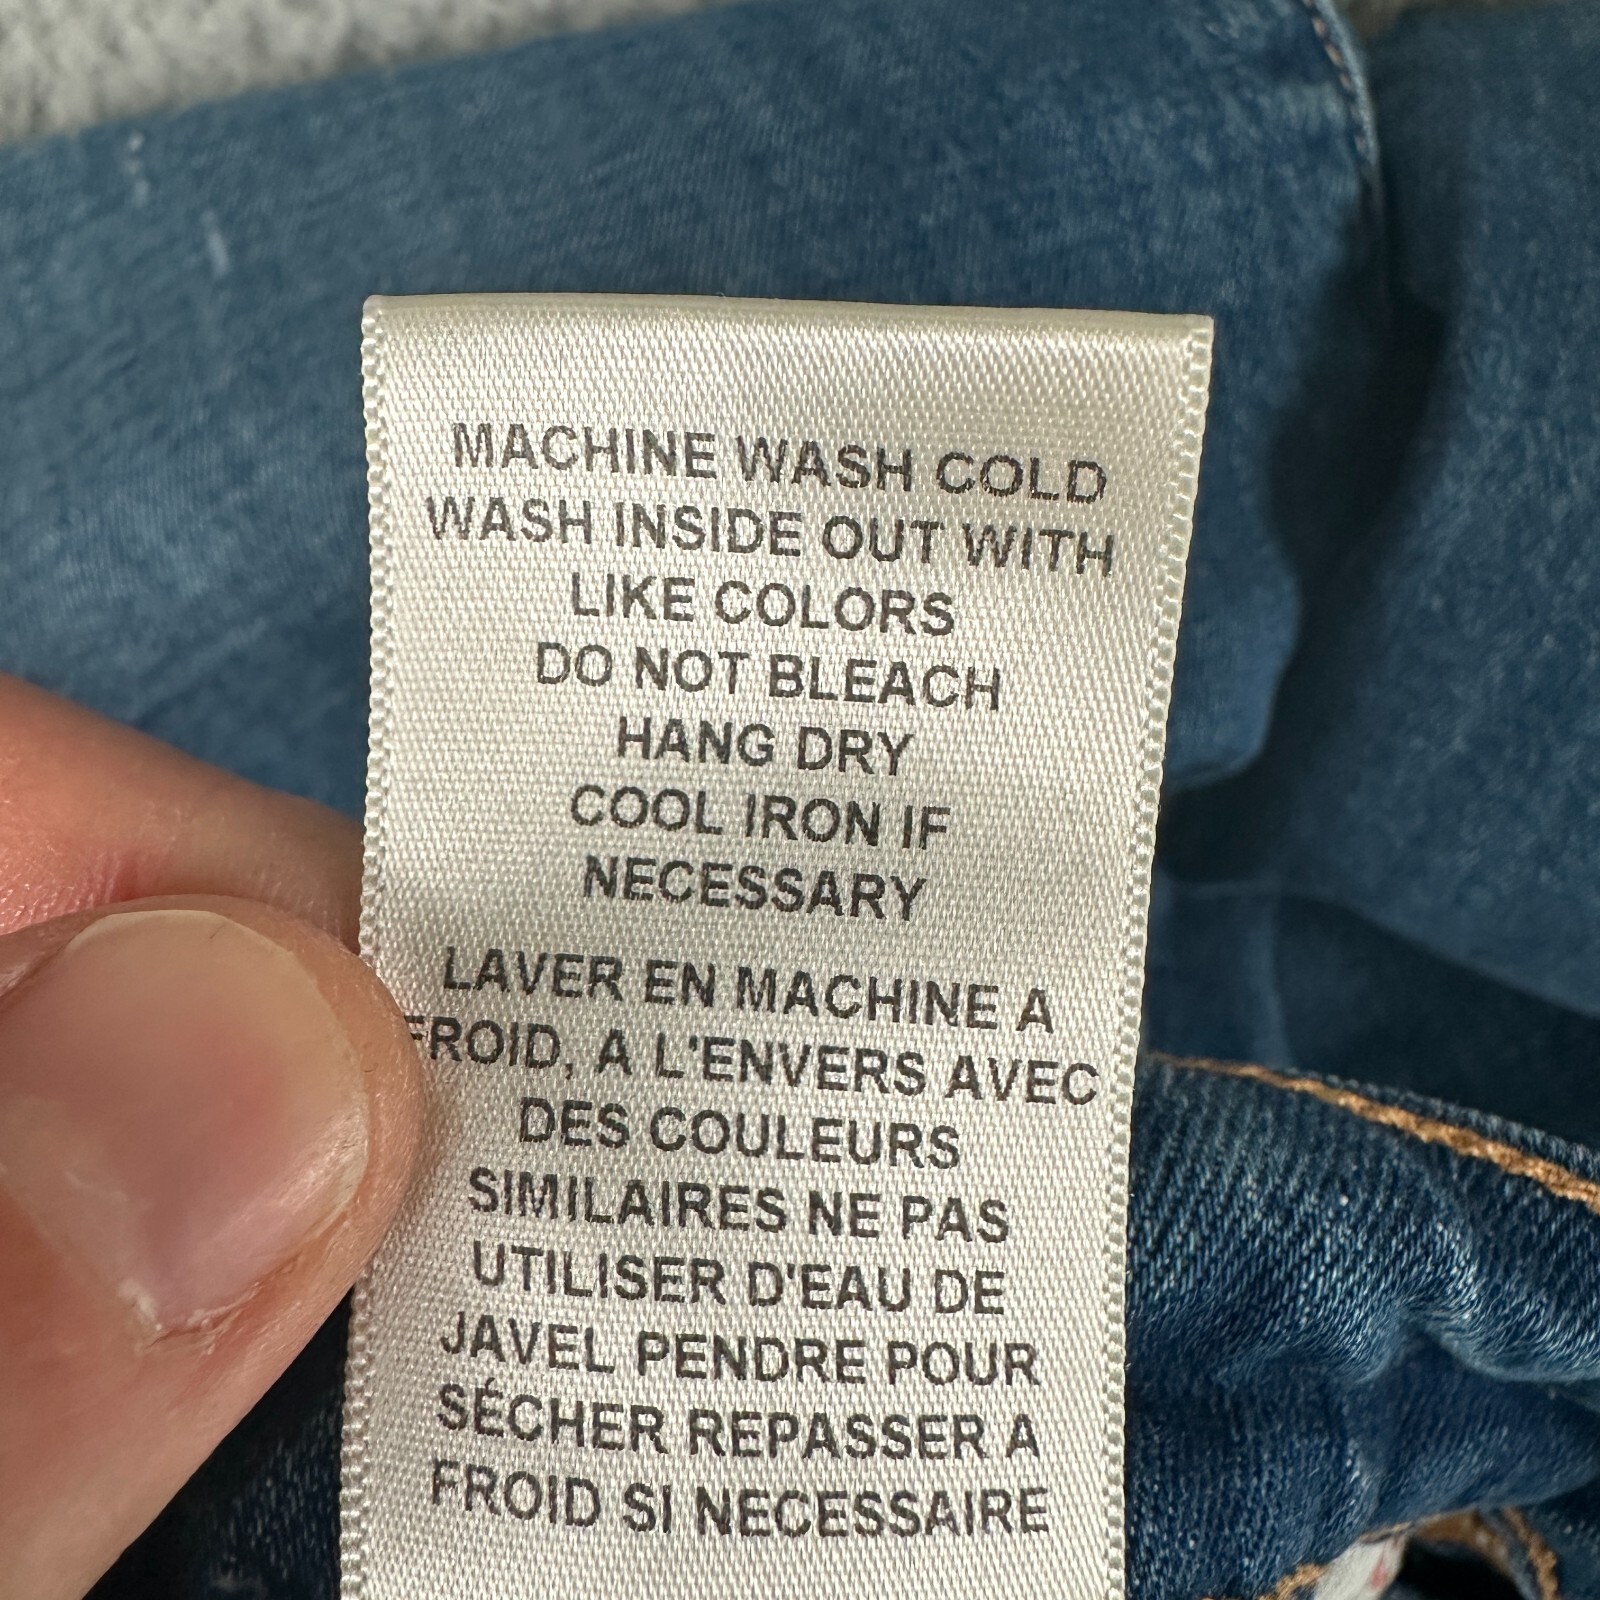 MACHINE WASH COLD
WASH INSIDE OUT WITH
LIKE COLORS
DO NOT BLEACH
HANG DRY
COOL IRON IF
NECESSARY
LAVER EN MACHINE A
FROID, A L'ENVERS AVEC
DES COULEURS
SIMILAIRES NE PAS
UTILISER D'EAU DE
JAVEL PENDRE POUR
SÉCHER REPASSER A
FROID SI NECESSAIRE